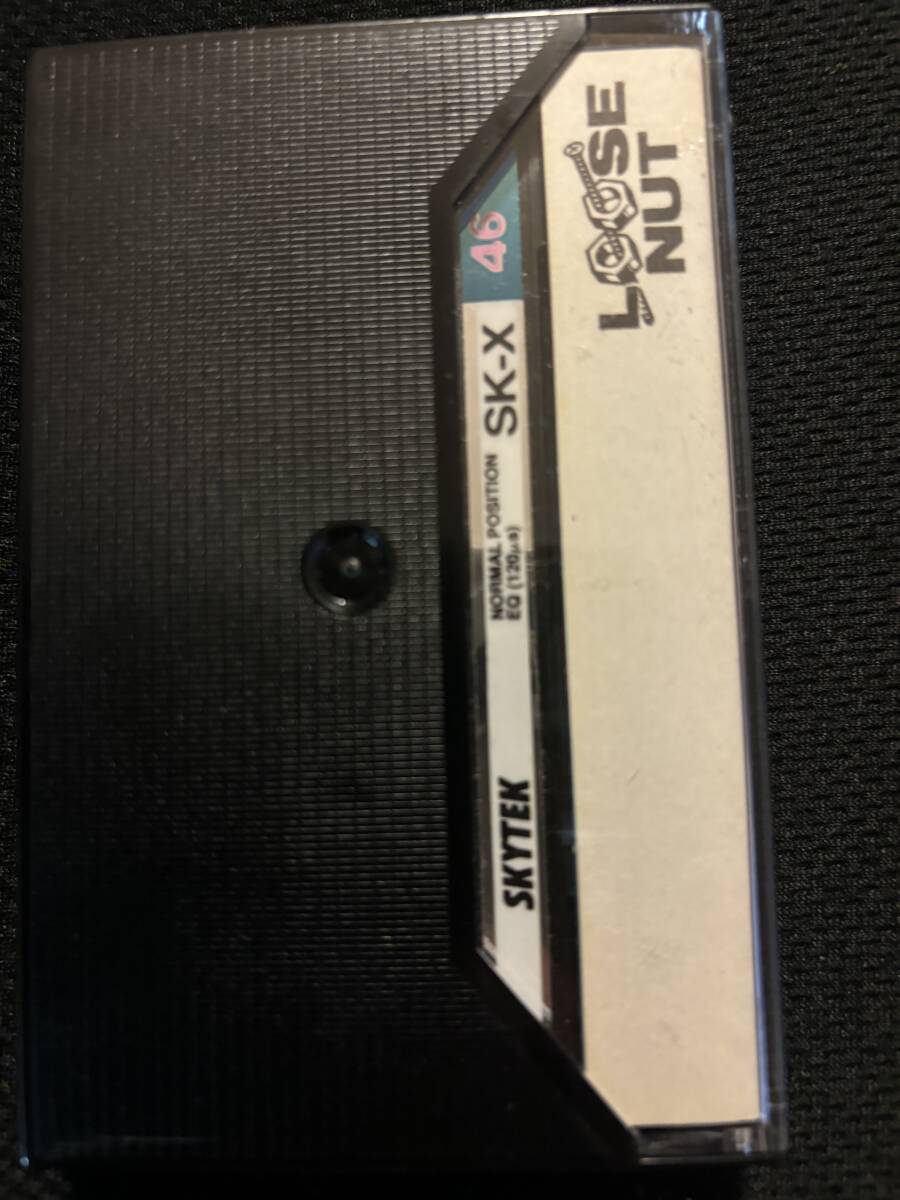 LOOSE
NUT
46
SK-X
NORMAL POSITION
EQ (120μs)
SKYTEK